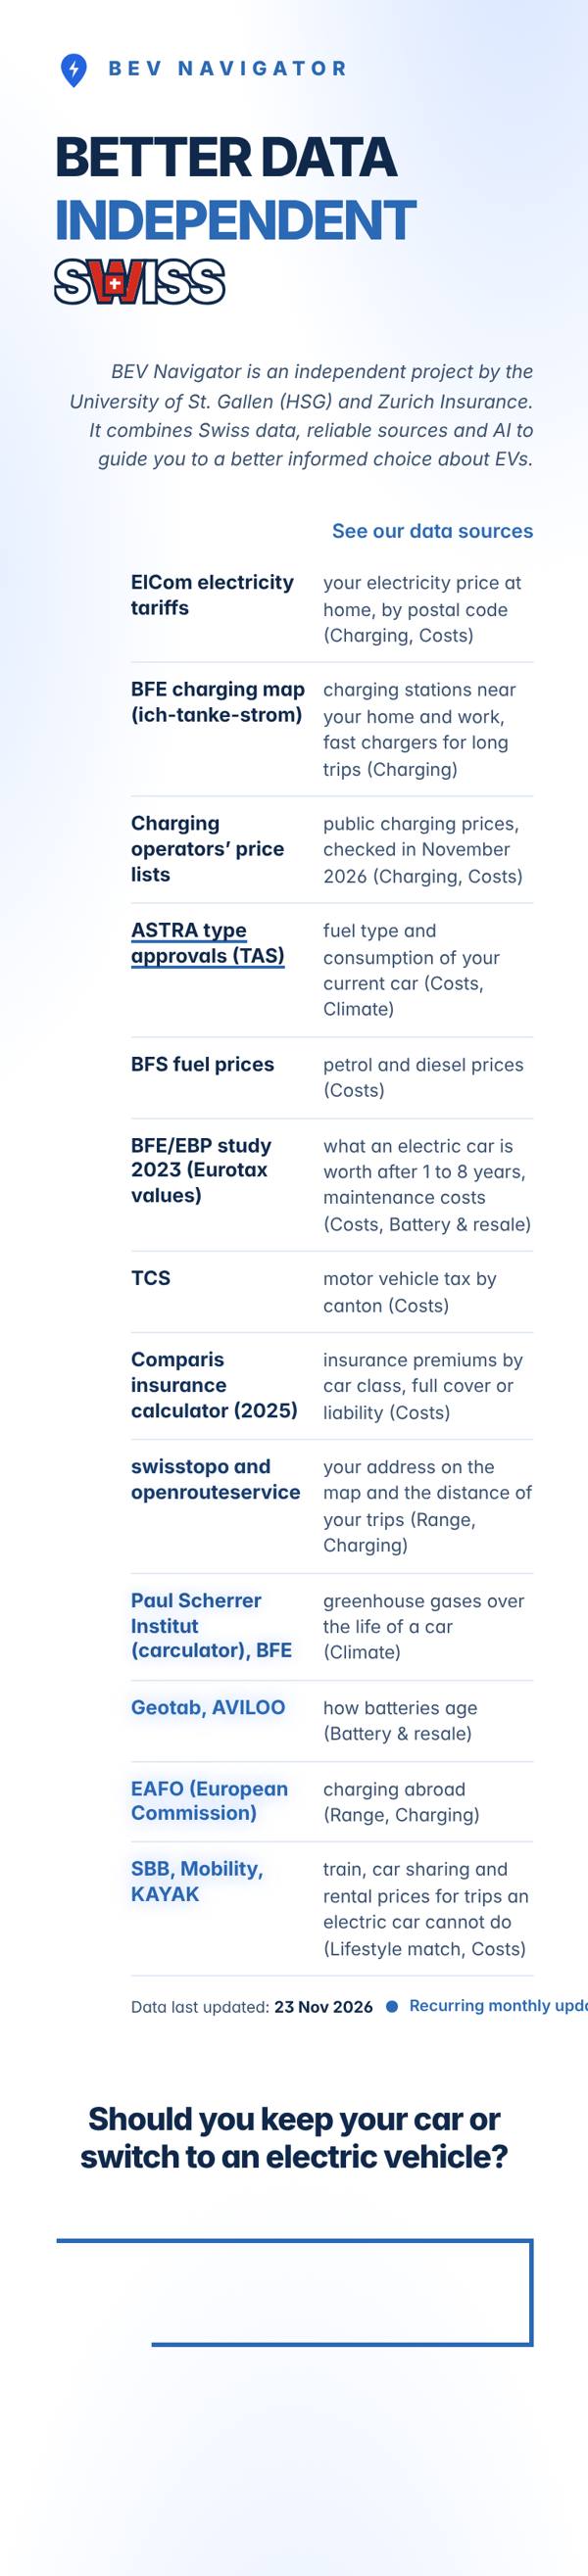 BEV NAVIGATOR
BETTER DATA
INDEPENDENT
SWISS
BEV Navigator is an independent project by the
University of St. Gallen (HSG) and Zurich Insurance.
It combines Swiss data, reliable sources and AI to
guide you to a better informed choice about EVs.
See our data sources
ElCom electricity
tariffs
your electricity price at
home, by postal code
(Charging, Costs)
BFE charging map
(ich-tanke-strom)
charging stations near
your home and work,
fast chargers for long
trips (Charging)
Charging
operators’ price
lists
public charging prices,
checked in November
2026 (Charging, Costs)
ASTRA type
approvals (TAS)
fuel type and
consumption of your
current car (Costs,
Climate)
BFS fuel prices
petrol and diesel prices
(Costs)
BFE/EBP study
2023 (Eurotax
values)
what an electric car is
worth after 1 to 8 years,
maintenance costs
(Costs, Battery & resale)
TCS
motor vehicle tax by
canton (Costs)
Comparis
insurance
calculator (2025)
insurance premiums by
car class, full cover or
liability (Costs)
swisstopo and
openrouteservice
your address on the
map and the distance of
your trips (Range,
Charging)
Paul Scherrer
Institut
(carculator), BFE
greenhouse gases over
the life of a car
(Climate)
Geotab, AVILOO
how batteries age
(Battery & resale)
EAFO (European
Commission)
charging abroad
(Range, Charging)
SBB, Mobility,
KAYAK
train, car sharing and
rental prices for trips an
electric car cannot do
(Lifestyle match, Costs)
Data last updated: 23 Nov 2026 Recurring monthly
Should you keep your car or
switch to an electric vehicle?